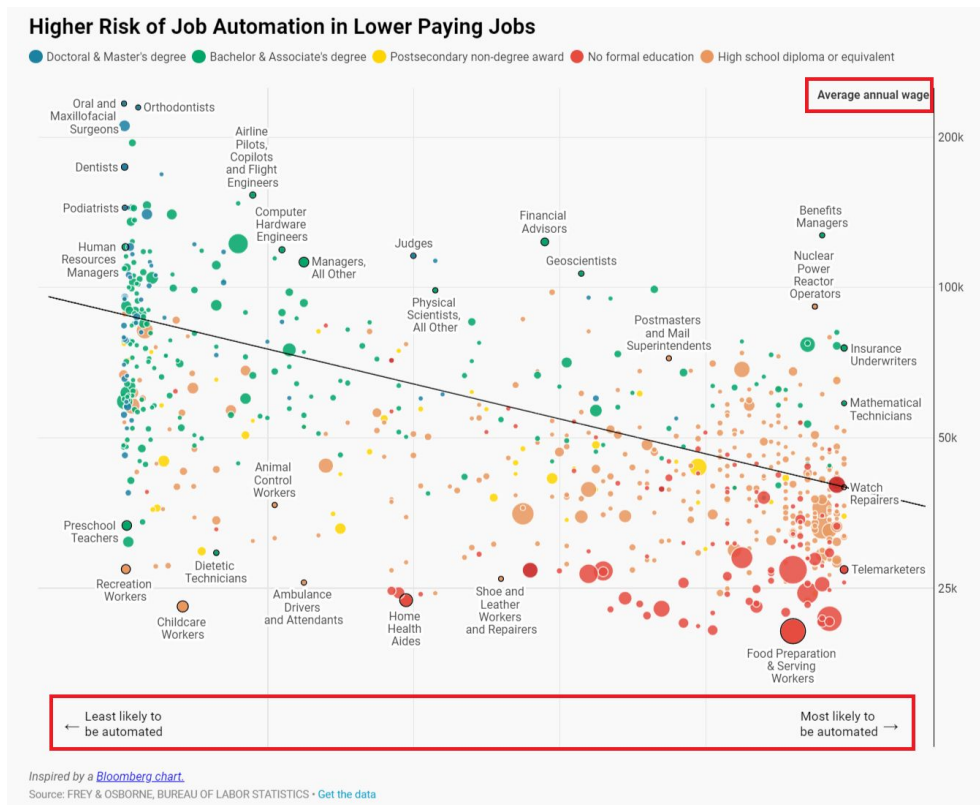 Higher Risk of Job Automation in Lower Paying Jobs
Doctoral & Master's degree Bachelor & Associate's degree Postsecondary non-degree award No formal education High school diploma or equivalent
Average annual wage
Oral and
Maxillofacial
Surgeons
Orthodontists
Airline
Pilots,
Copilots
and Flight
Engineers
200k
Dentists
Podiatrists
Computer
Hardware
Engineers
Financial
Advisors
Benefits
Managers
Human
Resources
Managers
Managers,
All Other
Judges
Geoscientists
Nuclear
Power
Reactor
Operators
100k
Physical
Scientists,
All Other
Postmasters
and Mail
Superintendents
Insurance
Underwriters
Mathematical
Technicians
50k
Animal
Control
Workers
Watch
Repairers
Preschool
Teachers
Dietetic
Technicians
Telemarketers
Recreation
Workers
25k
Childcare
Workers
Ambulance
Drivers
and Attendants
Home
Health
Aides
Shoe and
Leather
Workers
and Repairers
Food Preparation
& Serving
Workers
← Least likely to
be automated
Most likely to →
be automated
Inspired by a Bloomberg chart.
Source: FREY & OSBORNE, BUREAU OF LABOR STATISTICS • Get the data